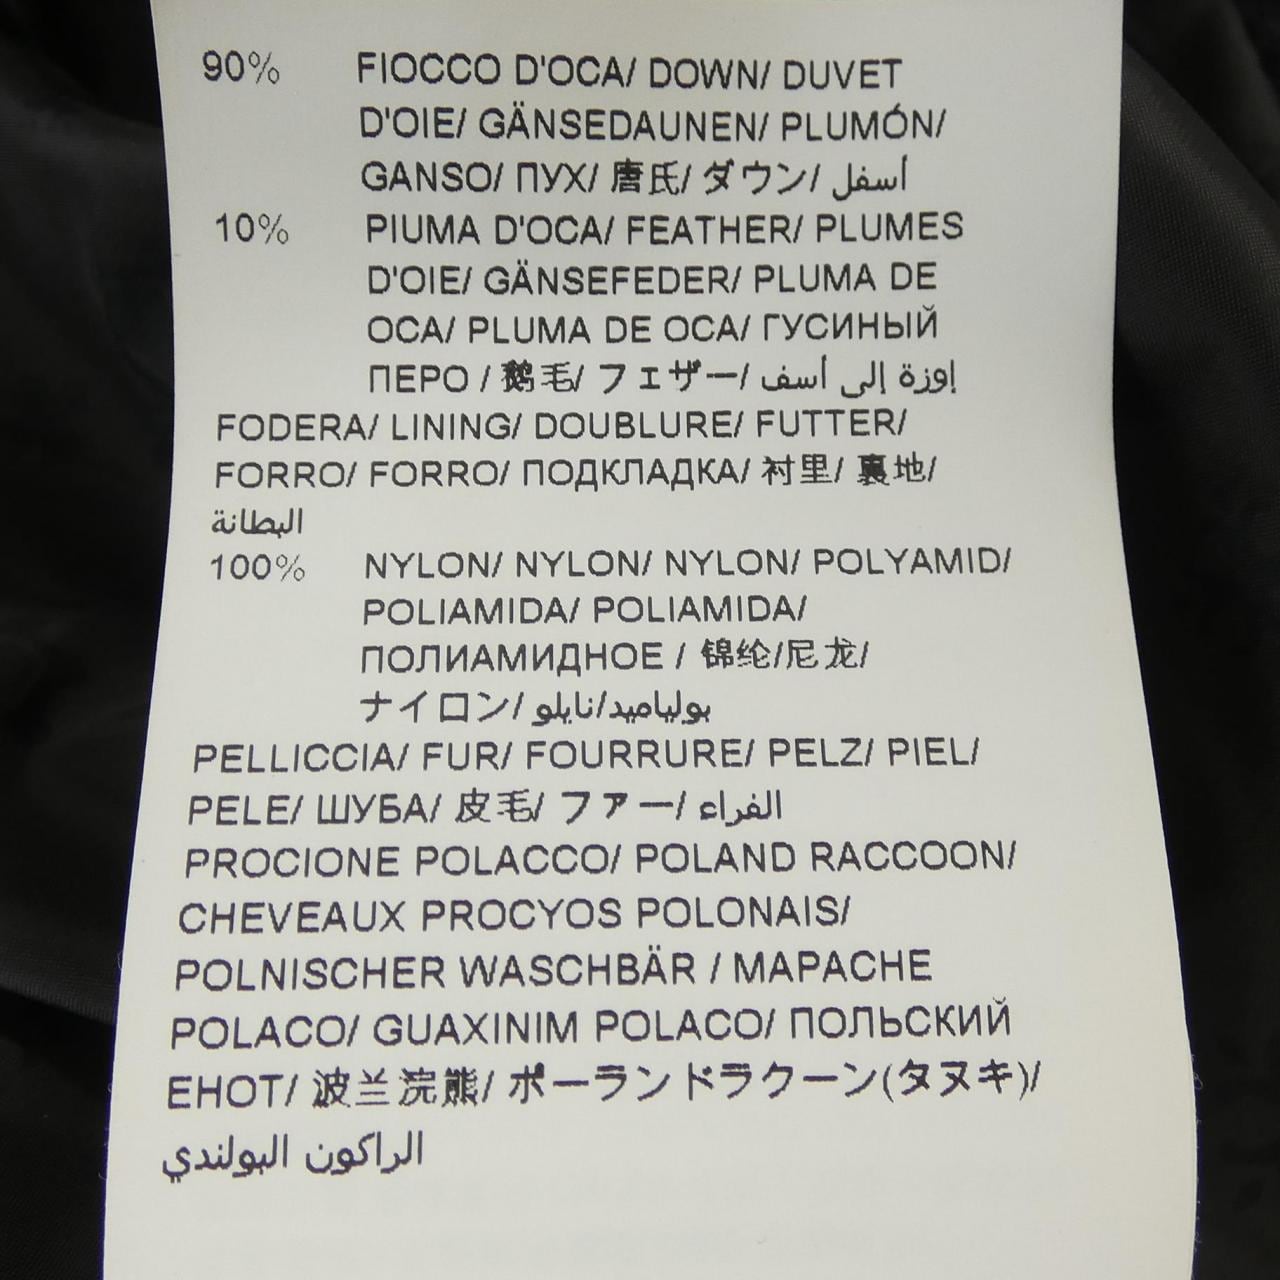 90% FIOCCO D'OCA/ DOWN/ DUVET
D'OIE/ GÄNSEDAUNEN/ PLUMÓN/
GANSO/ ПУХ/ 唐氏/ ダウン/ أسفل
10% PIUMA D'OCA/ FEATHER/ PLUMES
D'OIE/ GÄNSEFEDER/ PLUMA DE
OCA/ PLUMA DE OCA/ ГУСИНЫЙ
ПЕРО / 鹅毛/ フェザー/ إوزة إلى أسف
FODERA/ LINING/ DOUBLURE/ FUTTER/
FORRO/ FORRO/ ПОДКЛАДКА/ 衬里/ 裏地/
البطانة
100% NYLON/ NYLON/ NYLON/ POLYAMID/
POLIAMIDA/ POLIAMIDA/
ПОЛИАМИДНОЕ / 锦纶/尼龙/
ナイロン/ بولياميد/نايلو
PELLICCIA/ FUR/ FOURRURE/ PELZ/ PIEL/
PELE/ ШУБА/ 皮毛/ ファー/ الفراء
PROCIONE POLACCO/ POLAND RACCOON/
CHEVEAUX PROCYOS POLONAIS/
POLNISCHER WASCHBÄR / MAPACHE
POLACO/ GUAXINIM POLACO/ ПОЛЬСКИЙ
ЕНОТ/ 波兰浣熊/ ポーランドラクーン(タヌキ)/
الراكون البولندي